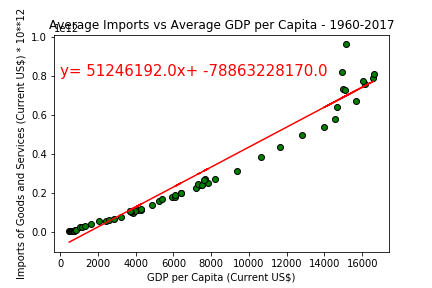 Average Imports vs Average GDP per Capita - 1960-2017
1e12
y= 51246192.0x+ -78863228170.0
Imports of Goods and Services (Current US$) * 10**12
1.0
0.8
0.6
0.4
0.2
0.0
0 2000 4000 6000 8000 10000 12000 14000 16000
GDP per Capita (Current US$)